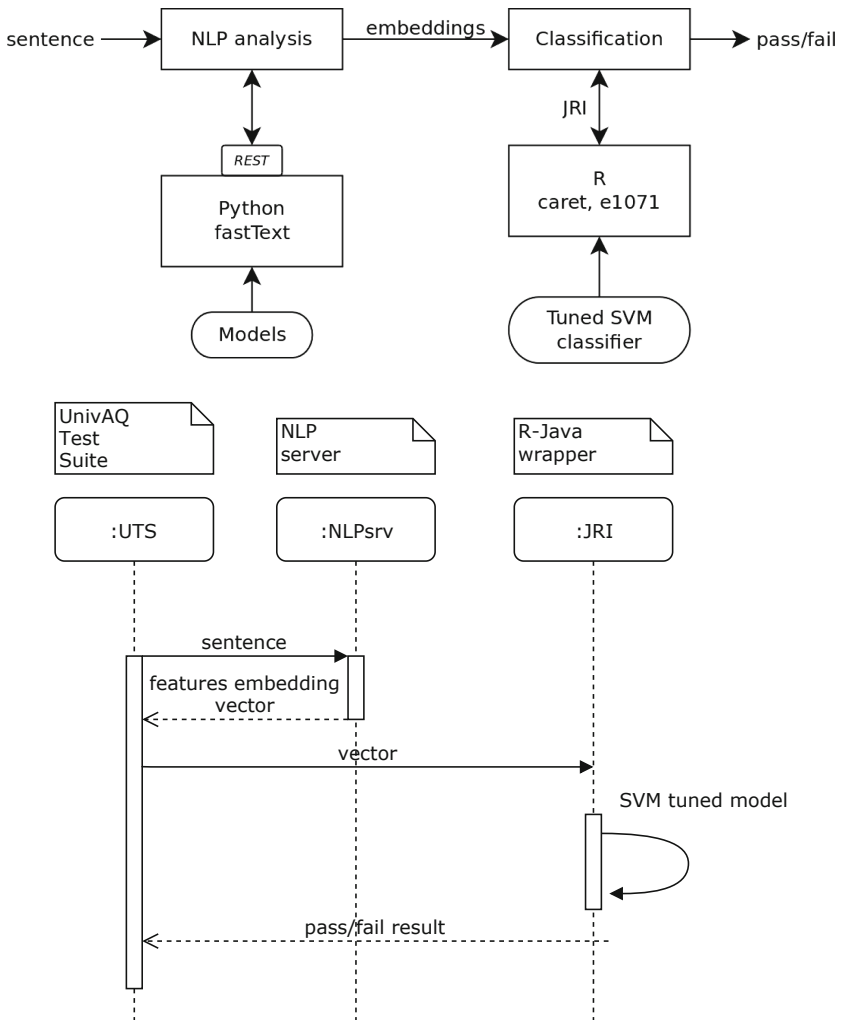 sentence
NLP analysis
embeddings
Classification
pass/fail
JRI
REST
Python
fastText
R
caret, e1071
Models
Tuned SVM
classifier
UnivAQ
Test
Suite
NLP
server
R-Java
wrapper
:UTS
:NLPsrv
:JRI
sentence
features embedding
vector
vector
SVM tuned model
pass/fail result